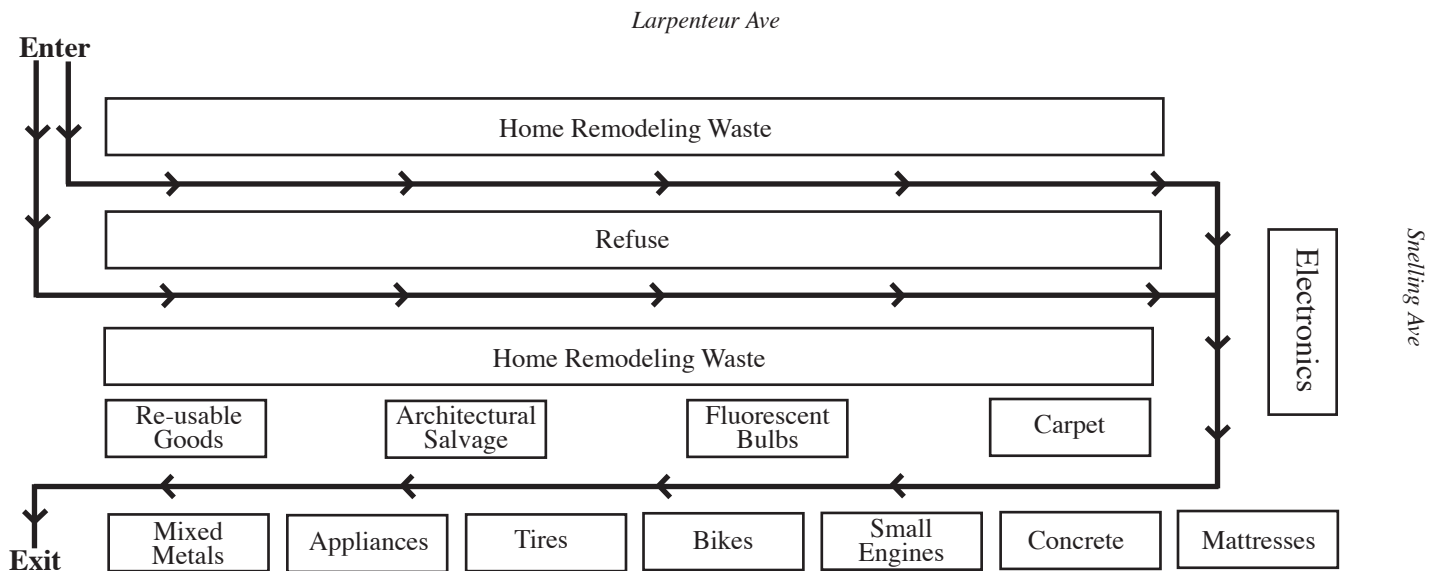 Larpenteur Ave
Enter
Home Remodeling Waste
Refuse
Electronics
Snelling Ave
Home Remodeling Waste
Re-usable
Goods
Architectural
Salvage
Fluorescent
Bulbs
Carpet
Mixed
Metals
Appliances
Tires
Bikes
Small
Engines
Concrete
Mattresses
Exit